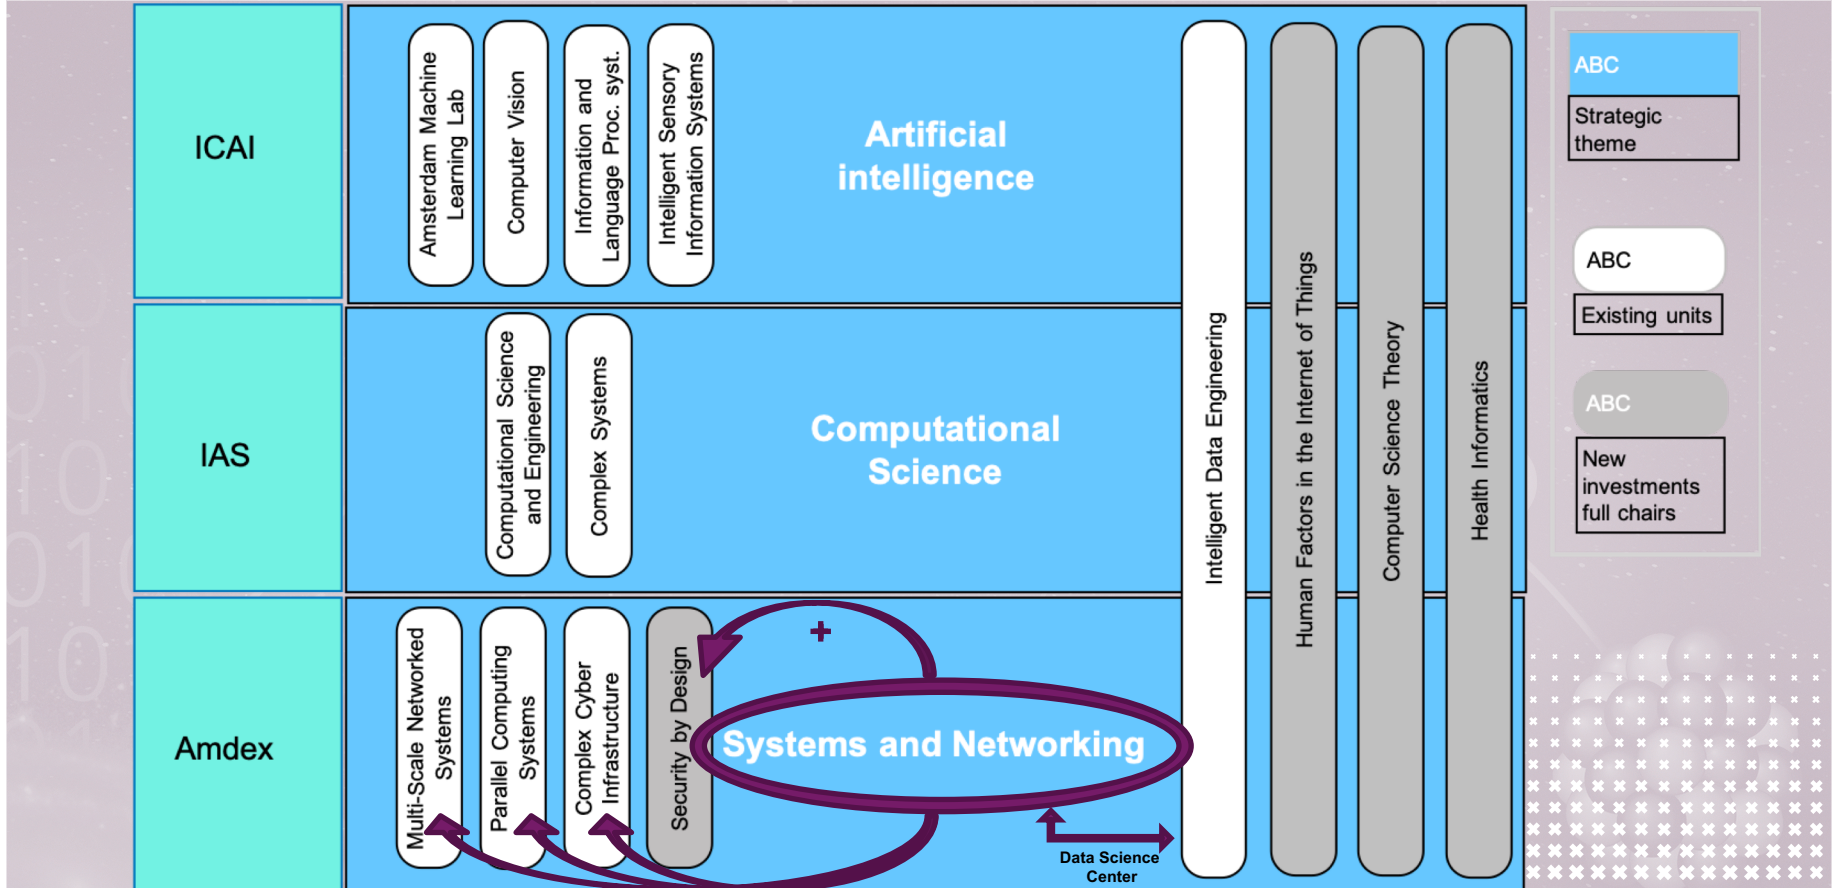 ICAI
Amsterdam Machine
Learning Lab
Computer Vision
Information and
Language Proc. syst.
Intelligent Sensory
Information Systems
Artificial
intelligence
IAS
Computational Science
and Engineering
Complex Systems
Computational
Science
Amdex
Multi-Scale Networked
Systems
Parallel Computing
Systems
Complex Cyber
Infrastructure
Security by Design
+
Systems and Networking
Data Science
Center
Intelligent Data Engineering
Human Factors in the Internet of Things
Computer Science Theory
Health Informatics
ABC
Strategic
theme
ABC
Existing units
ABC
New
investments
full chairs